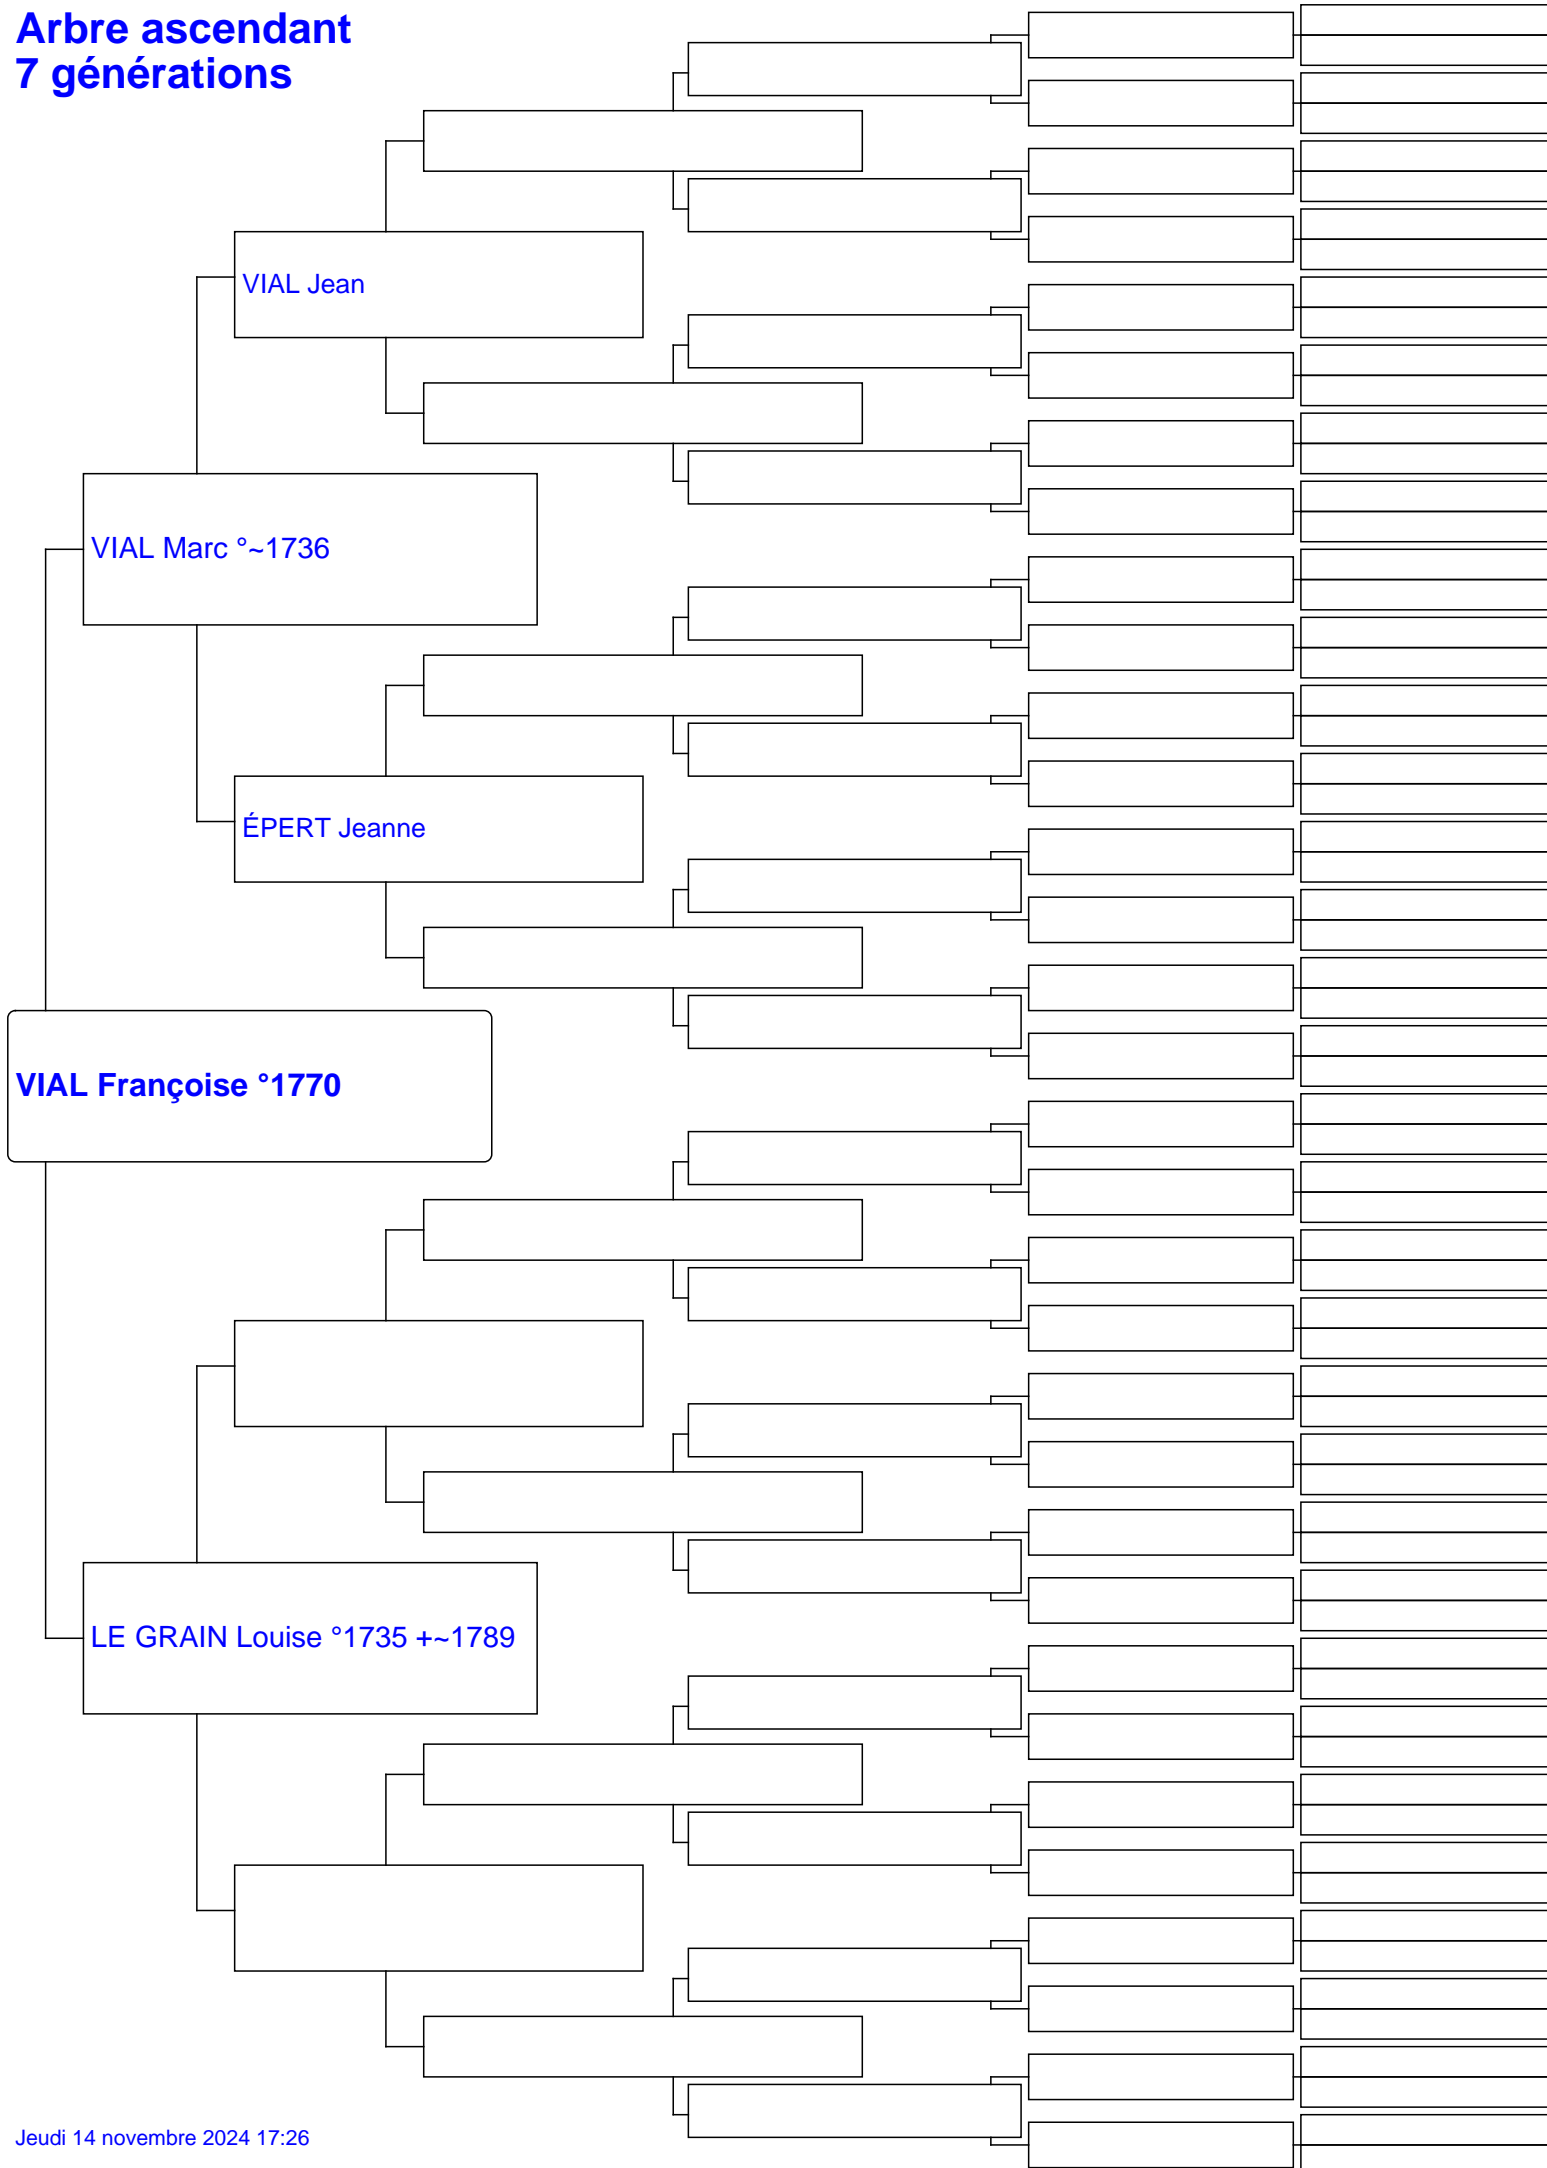 Arbre ascendant
7 générations
VIAL Jean
VIAL Marc °~1736
ÉPERT Jeanne
VIAL Françoise °1770
LE GRAIN Louise °1735 +~1789
Jeudi 14 novembre 2024 17:26